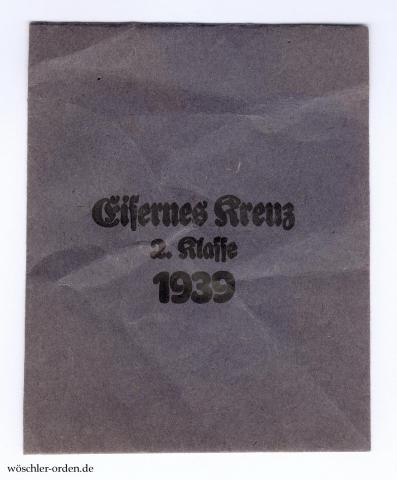 Eisernes Kreuz
2. Klasse
1939
wöschler-orden.de